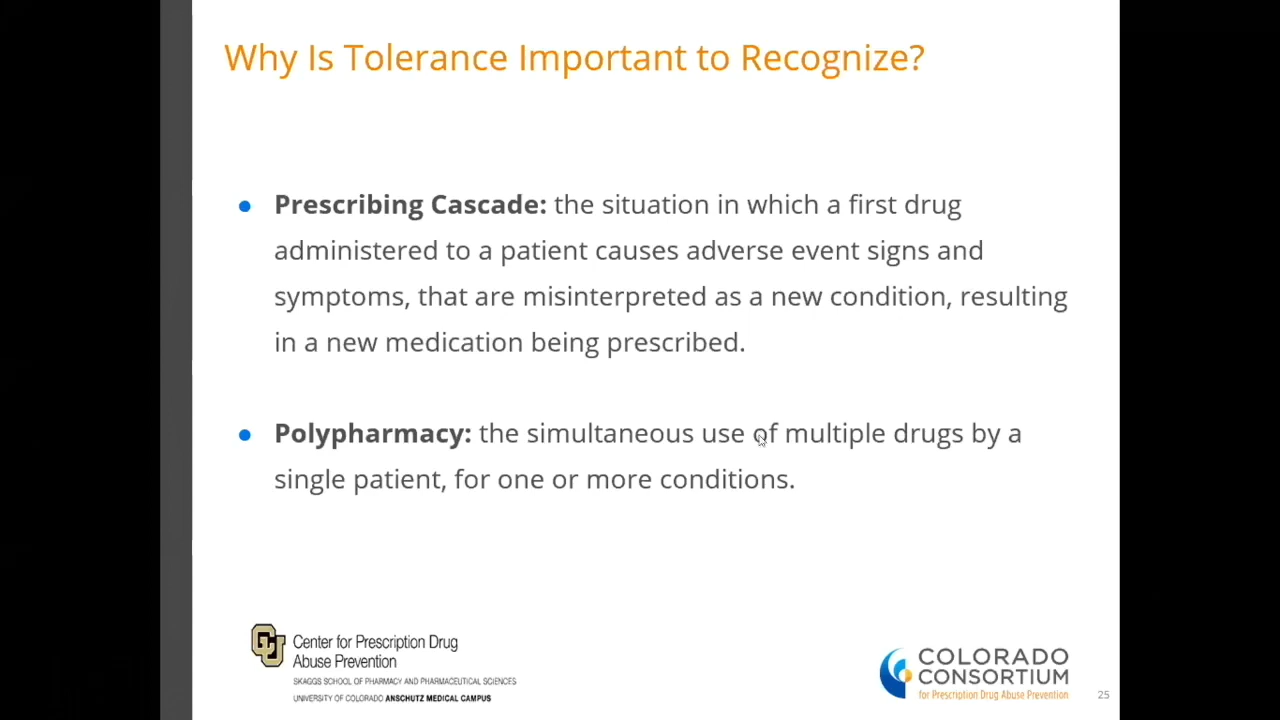 Why Is Tolerance Important to Recognize?
● Prescribing Cascade: the situation in which a first drug
administered to a patient causes adverse event signs and
symptoms, that are misinterpreted as a new condition, resulting
in a new medication being prescribed.
● Polypharmacy: the simultaneous use of multiple drugs by a
single patient, for one or more conditions.
CU
Center for Prescription Drug
Abuse Prevention
SKAGGS SCHOOL OF PHARMACY AND PHARMACEUTICAL SCIENCES
UNIVERSITY OF COLORADO ANSCHUTZ MEDICAL CAMPUS
COLORADO
CONSORTIUM
for Prescription Drug Abuse Prevention
25